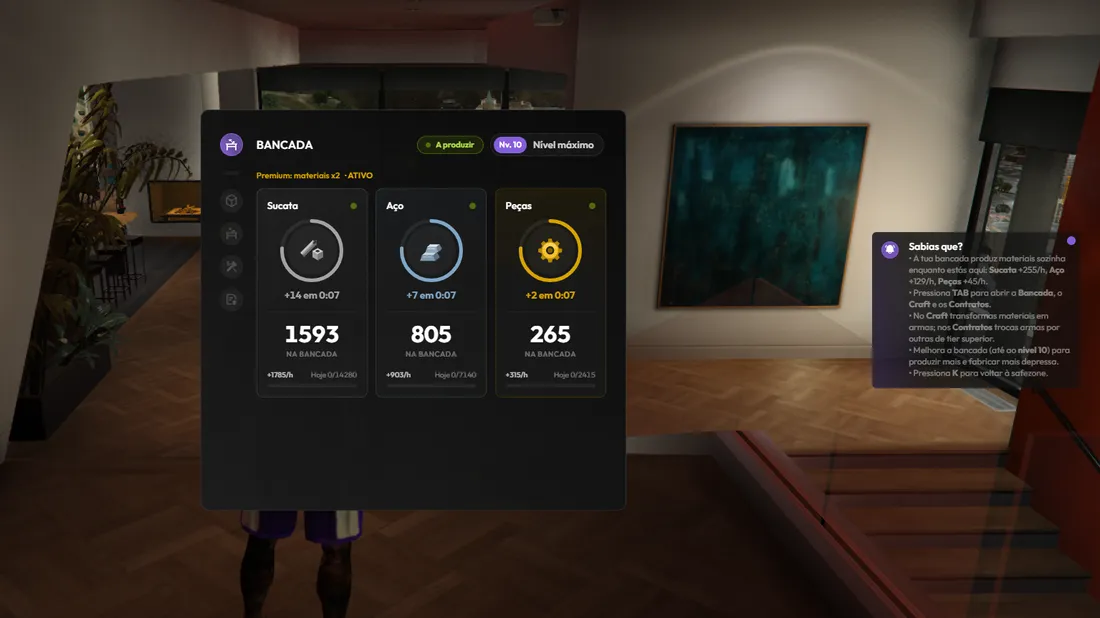 BANCADA
A produzir
Nv. 10 Nível máximo
Premium: materiais x2 · ATIVO
Sucata
+14 em 0:07
1593
NA BANCADA
+1785/h Hoje 0/14280
Aço
+7 em 0:07
805
NA BANCADA
+903/h Hoje 0/7140
Peças
+2 em 0:07
265
NA BANCADA
+315/h Hoje 0/2415
Sabias que?
• A tua bancada produz materiais sozinha
enquanto estás aqui: Sucata +255/h, Aço
+129/h, Peças +45/h.
• Pressiona TAB para abrir a Bancada, o
Craft e os Contratos.
• No Craft transformas materiais em
armas; nos Contratos trocas armas por
outras de tier superior.
• Melhora a bancada (até ao nível 10) para
produzir mais e fabricar mais depressa.
• Pressiona K para voltar à safezone.